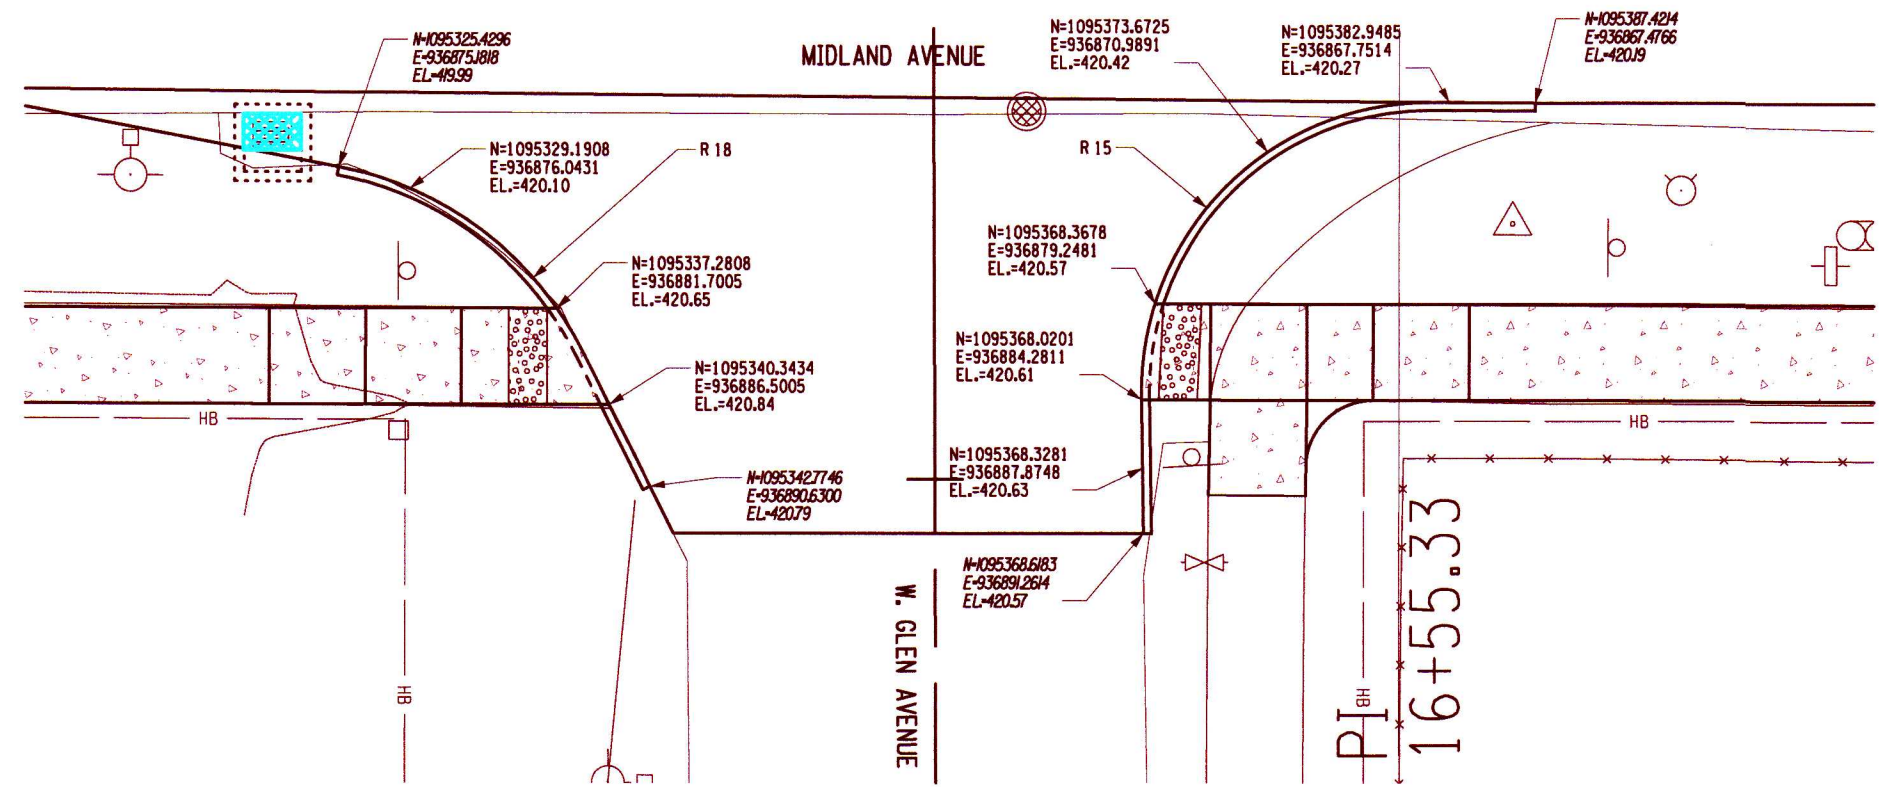 N=1095325.4296
E=936875.1818
EL.=419.99
MIDLAND AVENUE
N=1095373.6725
E=936870.9891
EL.=420.42
N=1095382.9485
E=936867.7514
EL.=420.27
N=1095387.4214
E=936867.4766
EL.=420.19
N=1095329.1908
E=936876.0431
EL.=420.10
R 18
R 15
N=1095337.2808
E=936881.7005
EL.=420.65
N=1095368.3678
E=936879.2481
EL.=420.57
N=1095340.3434
E=936886.5005
EL.=420.84
N=1095368.0201
E=936884.2811
EL.=420.61
HB
HB
N=1095342.7746
E=936890.6300
EL.=420.79
N=1095368.3281
E=936887.8748
EL.=420.63
N=1095368.6183
E=936891.2614
EL.=420.57
W. GLEN AVENUE
HB
HB
PI
16+55.33